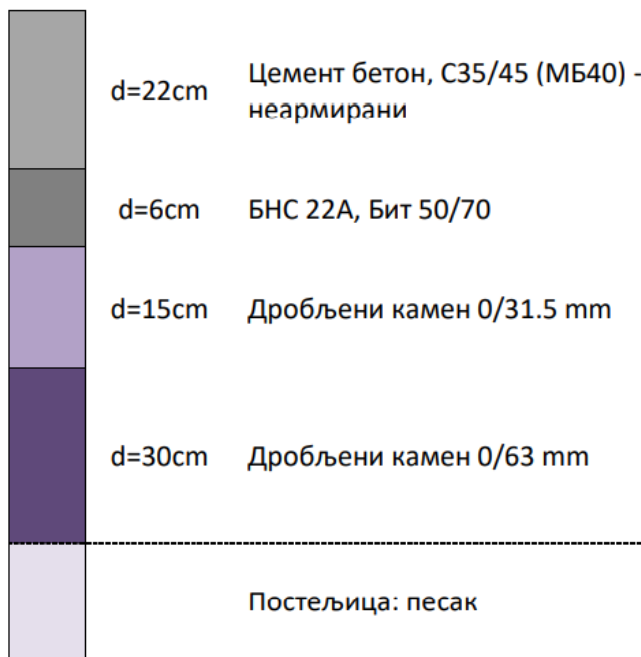 d=22cm Цемент бетон, C35/45 (МБ40) -
неармирани
d=6cm БНС 22А, Бит 50/70
d=15cm Дробљени камен 0/31.5 mm
d=30cm Дробљени камен 0/63 mm
Постељица: песак